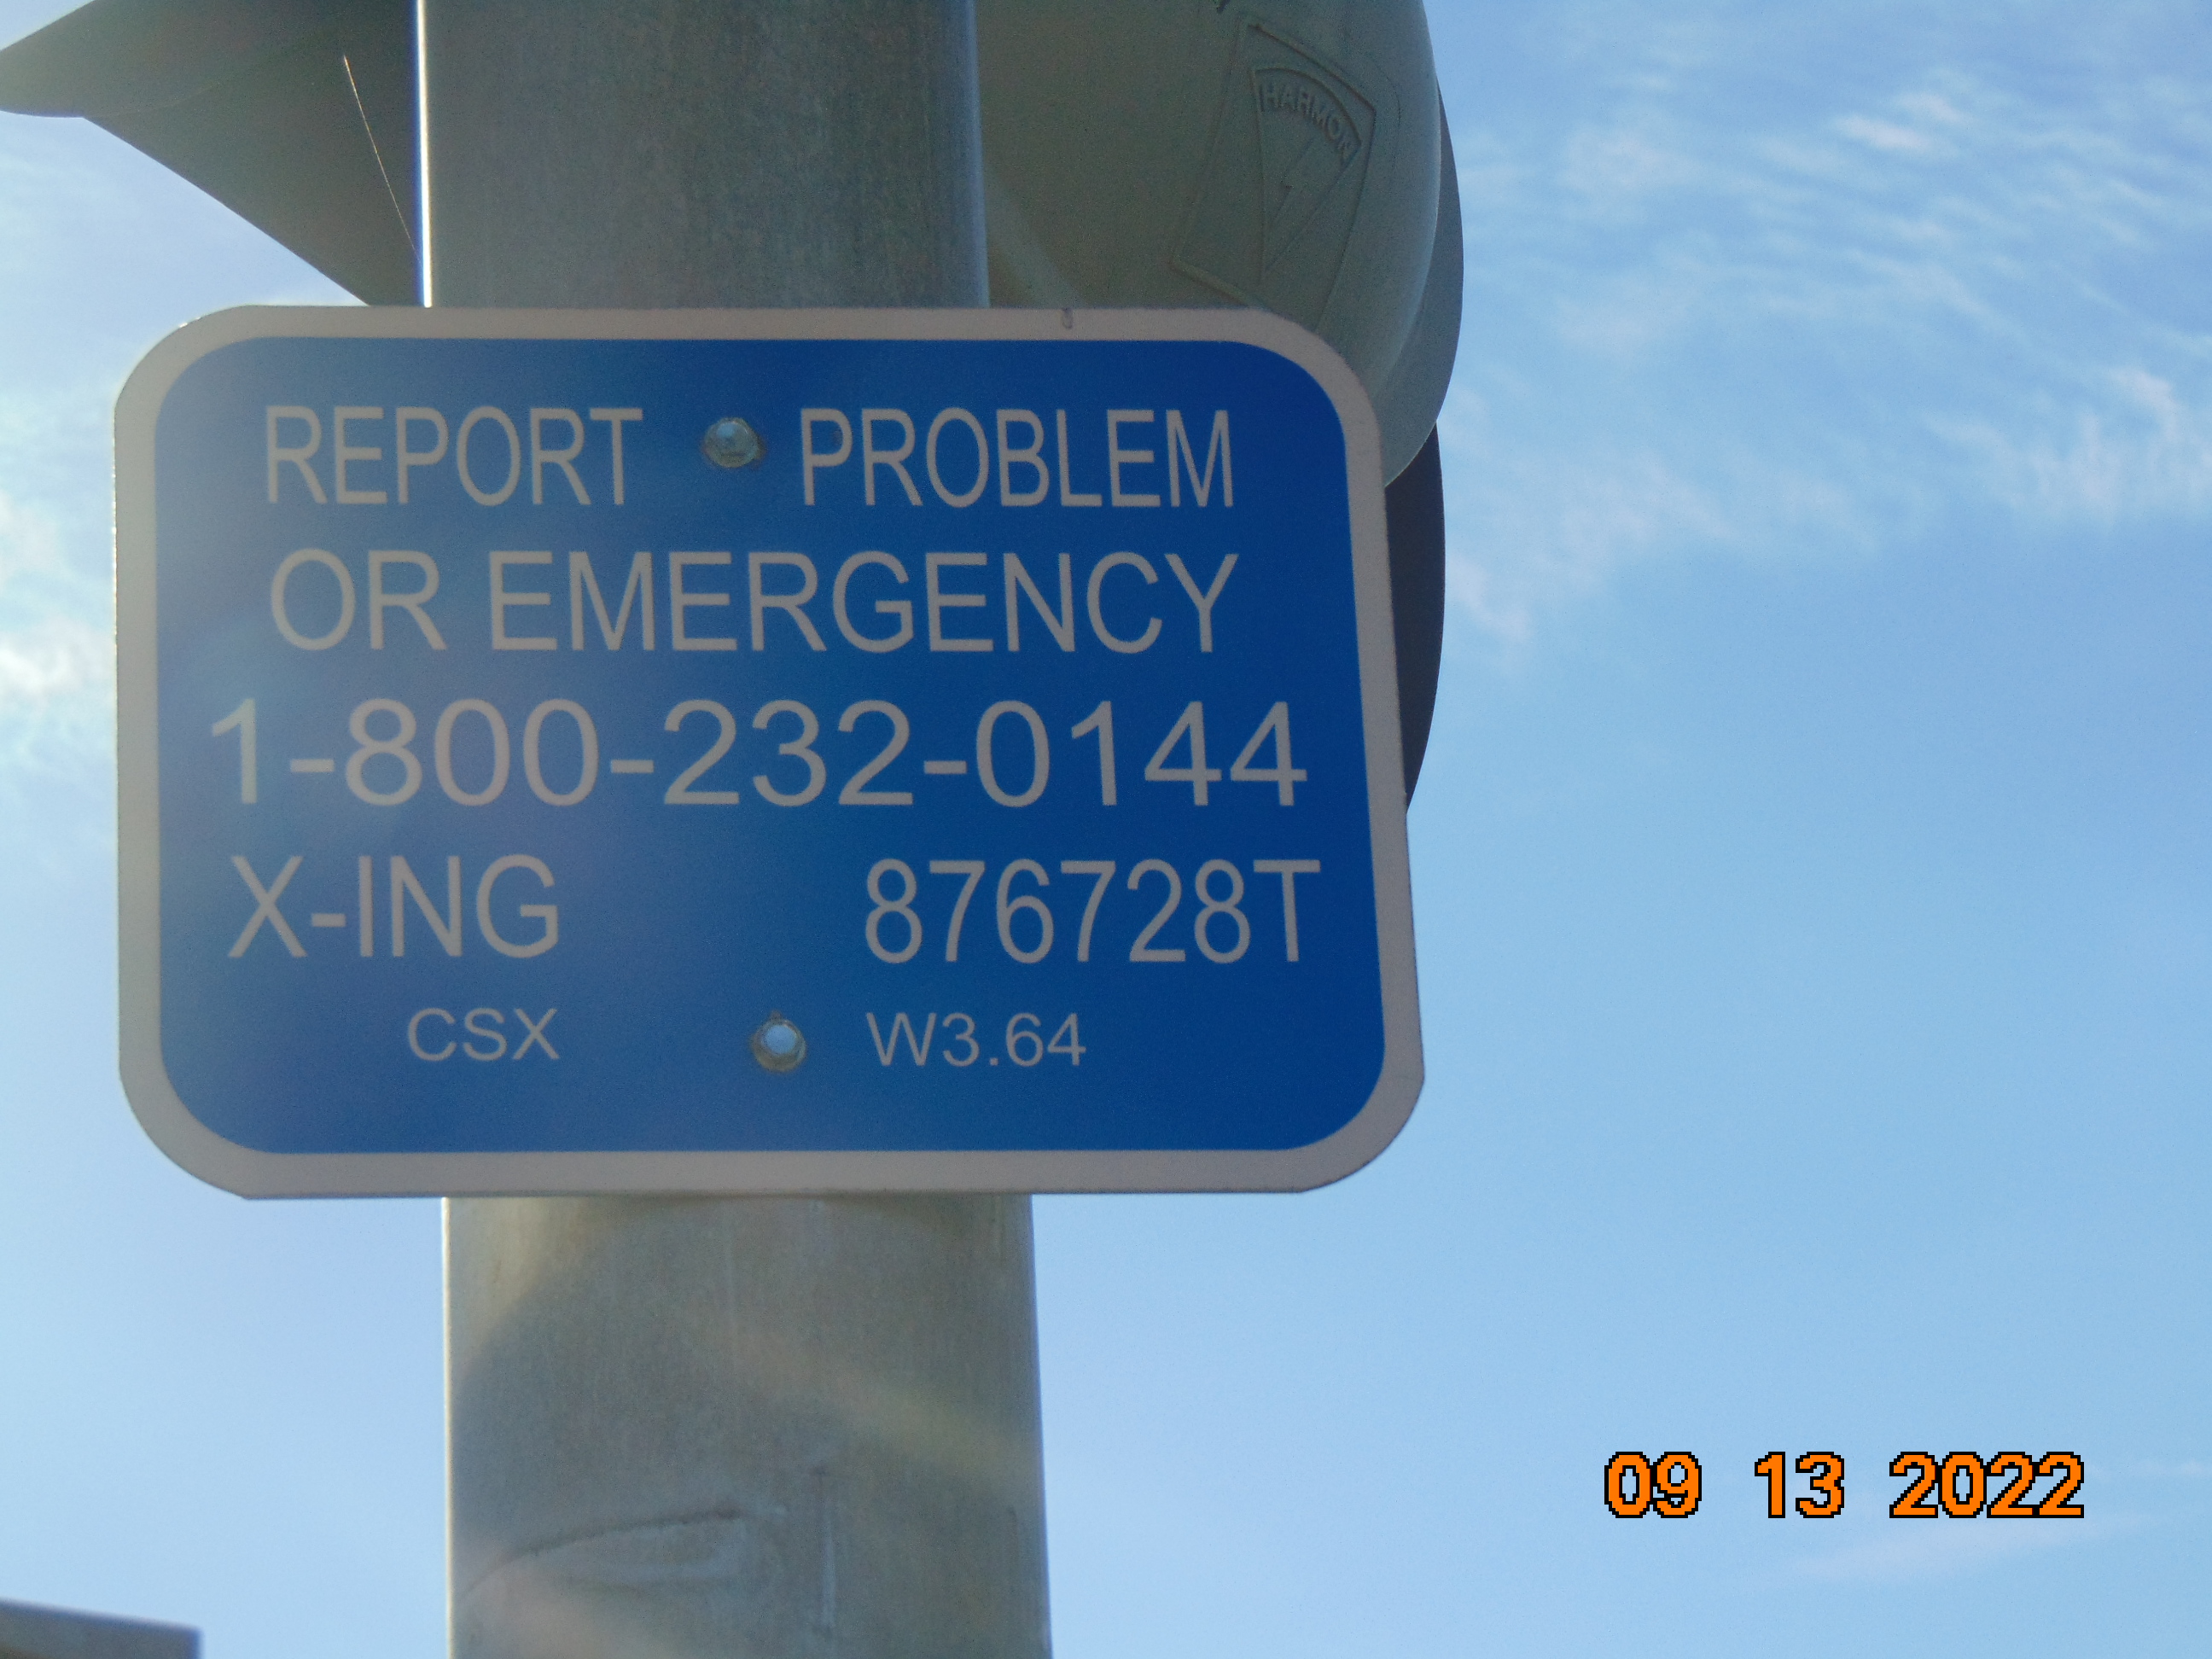 HARMON
REPORT PROBLEM
OR EMERGENCY
1-800-232-0144
X-ING 876728T
CSX W3.64
09 13 2022